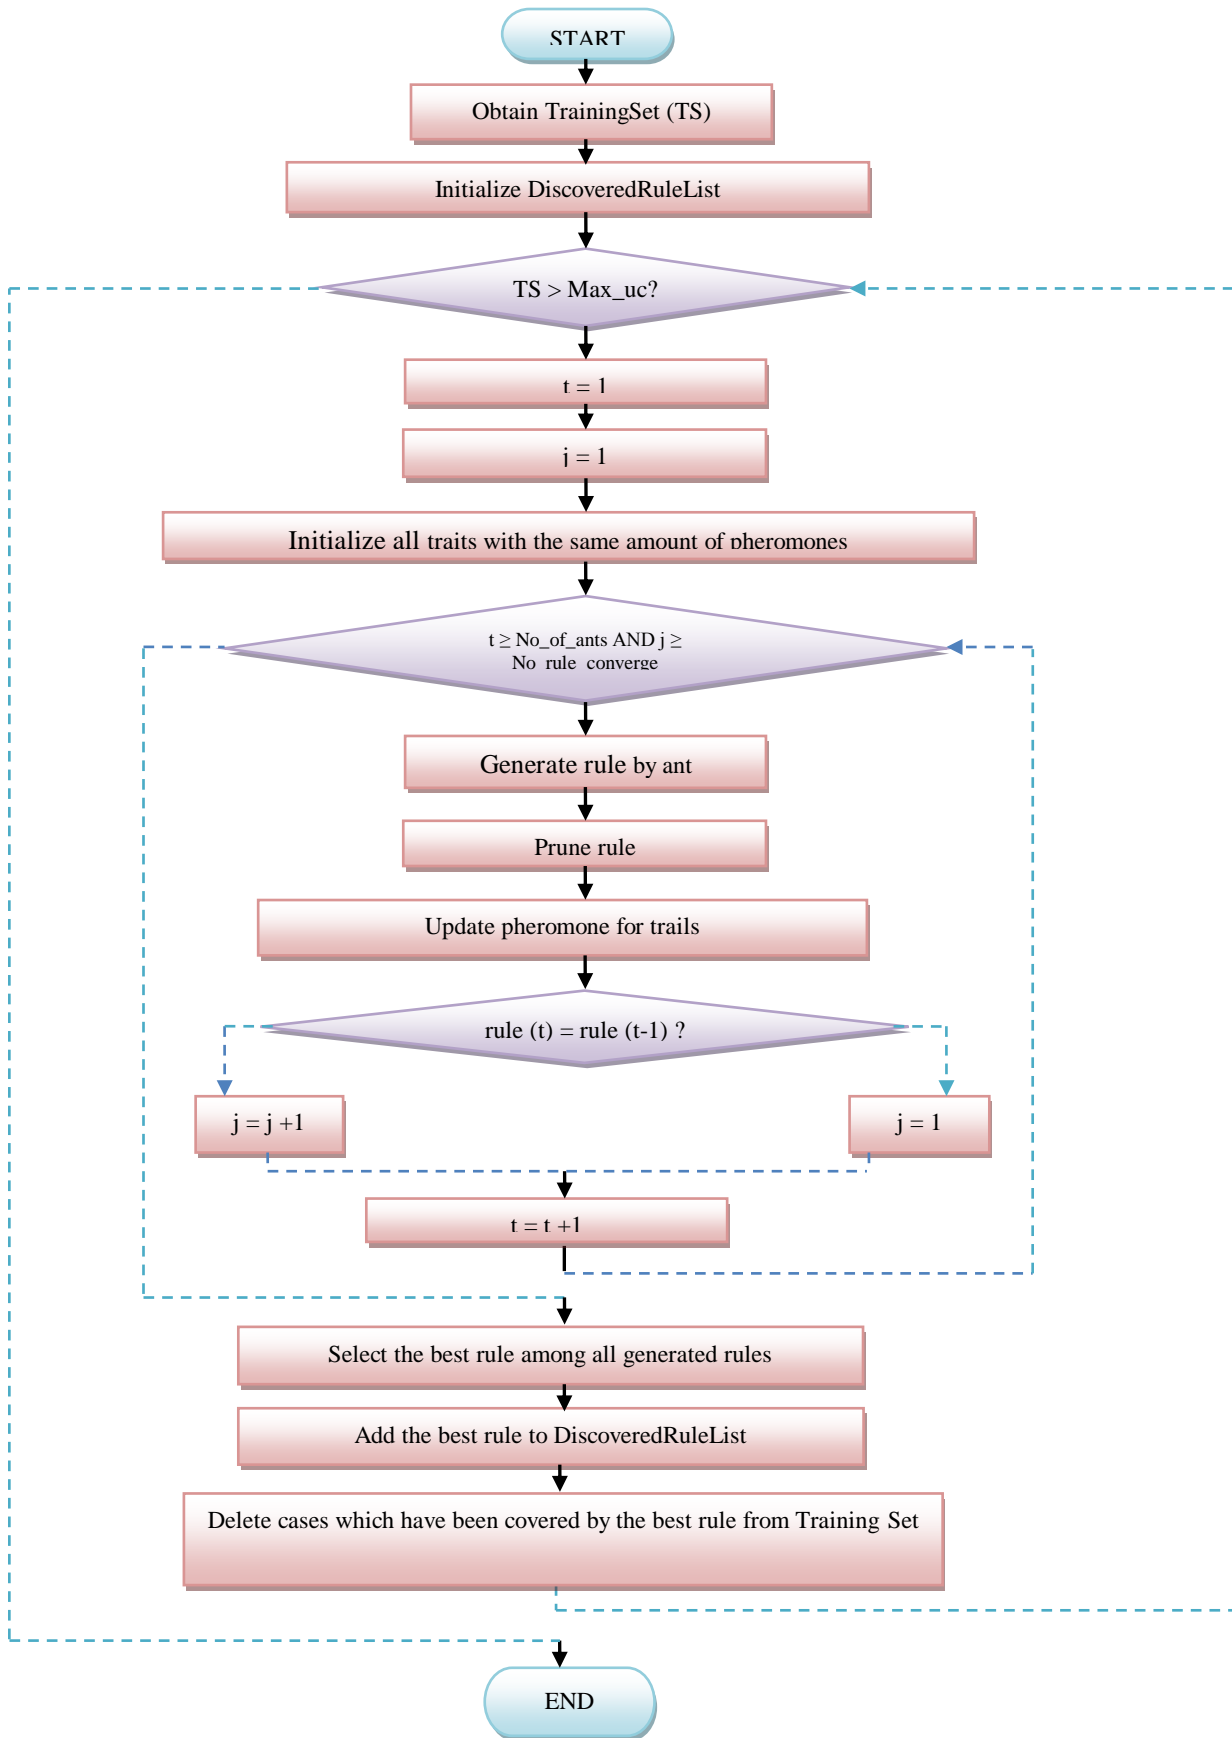 START
Obtain TrainingSet (TS)
Initialize DiscoveredRuleList
TS > Max_uc?
t = 1
j = 1
Initialize all traits with the same amount of pheromones
t ≥ No_of_ants AND j ≥
No_rule_converge
Generate rule by ant
Prune rule
Update pheromone for trails
rule (t) = rule (t-1) ?
j = j +1
j = 1
t = t +1
Select the best rule among all generated rules
Add the best rule to DiscoveredRuleList
Delete cases which have been covered by the best rule from Training Set
END